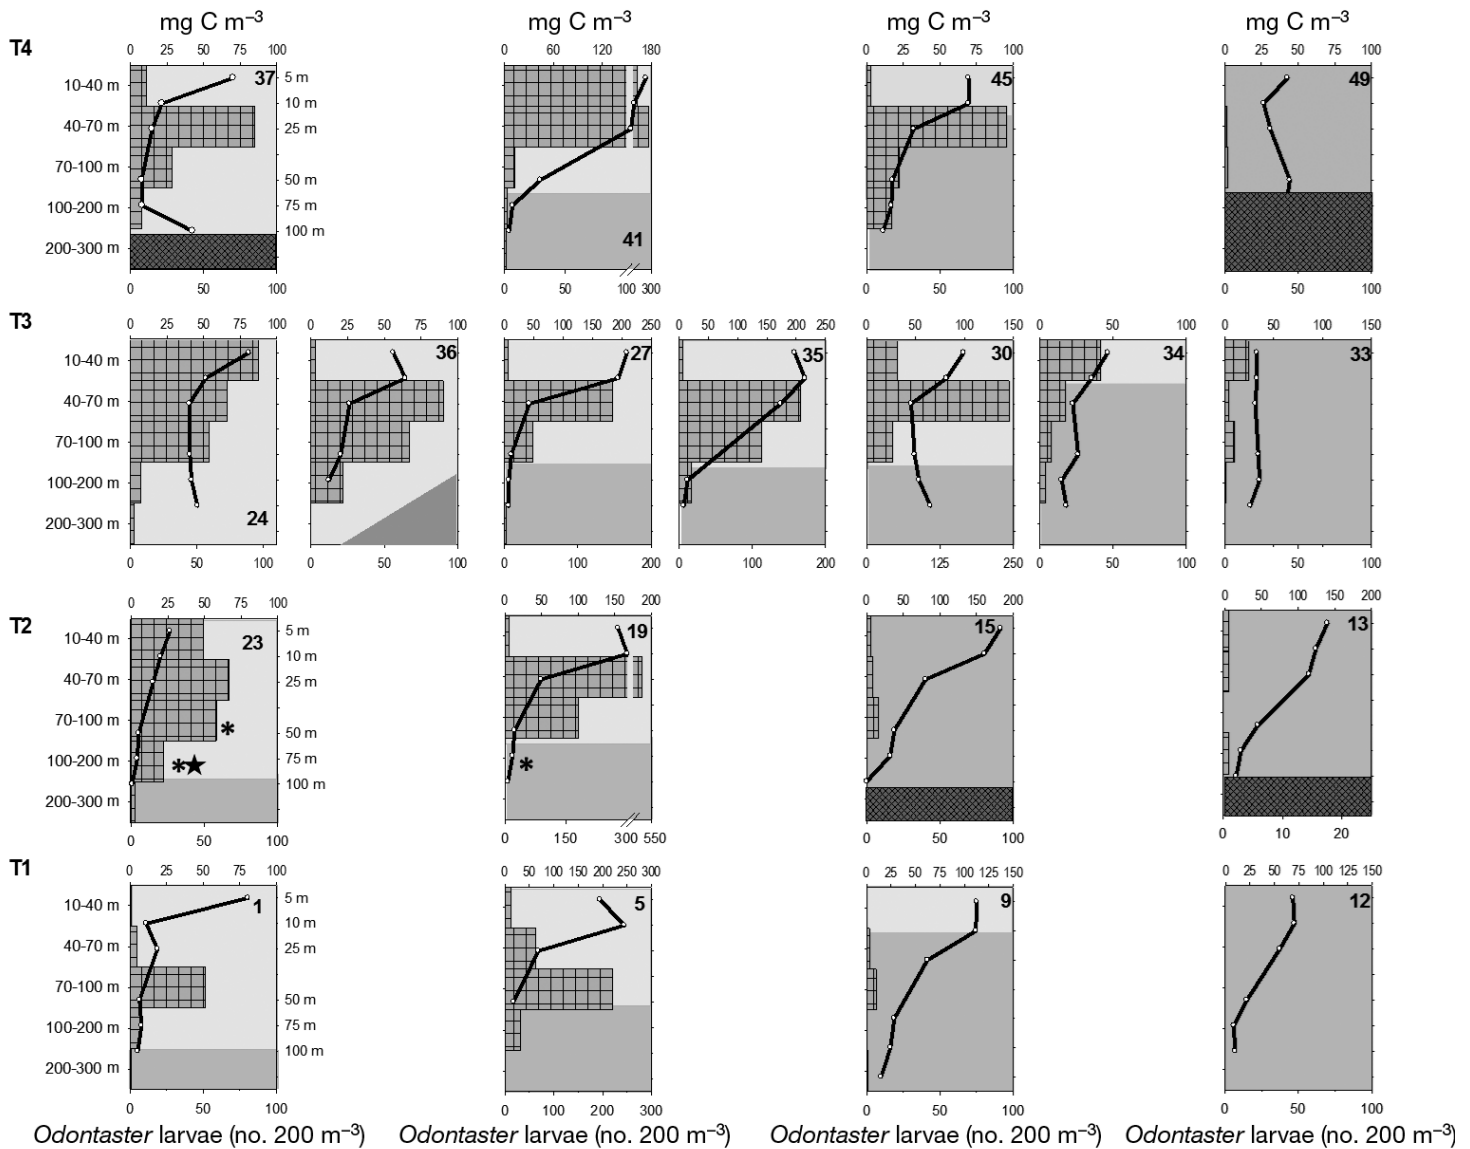 mg C m–3 mg C m–3 mg C m–3 mg C m–3
T4
0 25 50 75 100 0 60 120 180 0 25 50 75 100 0 25 50 75 100
10-40 m 37 5 m 45 49
10 m
40-70 m 25 m
70-100 m 50 m
100-200 m 75 m
100 m 41
200-300 m
0 50 100 0 50 100 300 0 50 100 0 50 100
T3
0 25 50 75 100 0 25 50 75 100 0 50 100 150 200 250 0 50 100 150 200 250 0 50 100 150 0 20 40 60 80 100 0 50 100 150
10-40 m 36 27 35 30 34 33
40-70 m
70-100 m
100-200 m
200-300 m 24
0 50 100 0 50 100 0 100 200 0 100 200 0 125 250 0 50 100 0 50 100
T2
0 25 50 75 100 0 50 100 150 200 0 50 100 150 200 0 50 100 150 200
10-40 m 23 5 m 19 15 13
10 m
40-70 m 25 m
70-100 m * 50 m
100-200 m *★ 75 m *
100 m
200-300 m
0 50 100 0 150 300 550 0 50 100 0 10 20
T1
0 25 50 75 100 0 50 100 150 200 250 300 0 25 50 75 100 125 150 0 25 50 75 100 125 150
10-40 m 1 5 m 5 9 12
10 m
40-70 m 25 m
70-100 m 50 m
100-200 m 75 m
100 m
200-300 m
0 50 100 0 100 200 300 0 50 100 0 50 100
Odontaster larvae (no. 200 m–3) Odontaster larvae (no. 200 m–3) Odontaster larvae (no. 200 m–3) Odontaster larvae (no. 200 m–3)